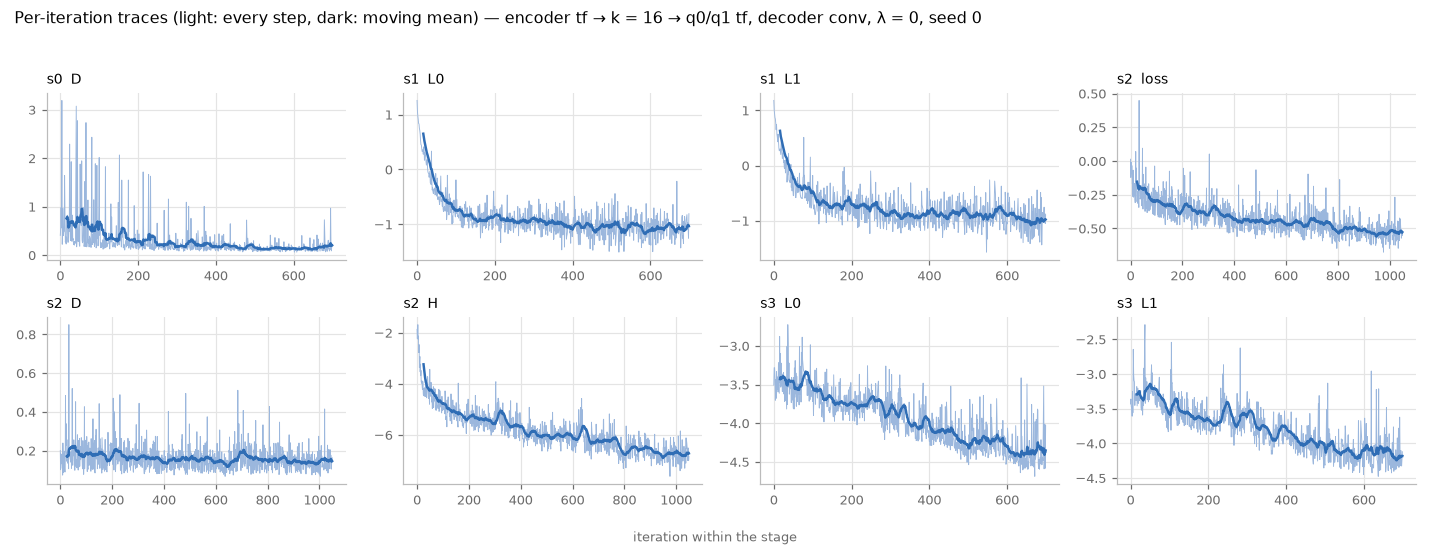 Per-iteration traces (light: every step, dark: moving mean) — encoder tf → k = 16 → q0/q1 tf, decoder conv, λ = 0, seed 0
s0 D
3
2
1
0
0 200 400 600
s1 L0
1
0
−1
0 200 400 600
s1 L1
1
0
−1
0 200 400 600
s2 loss
0.50
0.25
0.00
−0.25
−0.50
0 200 400 600 800 1000
s2 D
0.8
0.6
0.4
0.2
0 200 400 600 800 1000
s2 H
−2
−4
−6
0 200 400 600 800 1000
s3 L0
−3.0
−3.5
−4.0
−4.5
0 200 400 600
s3 L1
−2.5
−3.0
−3.5
−4.0
−4.5
0 200 400 600
iteration within the stage